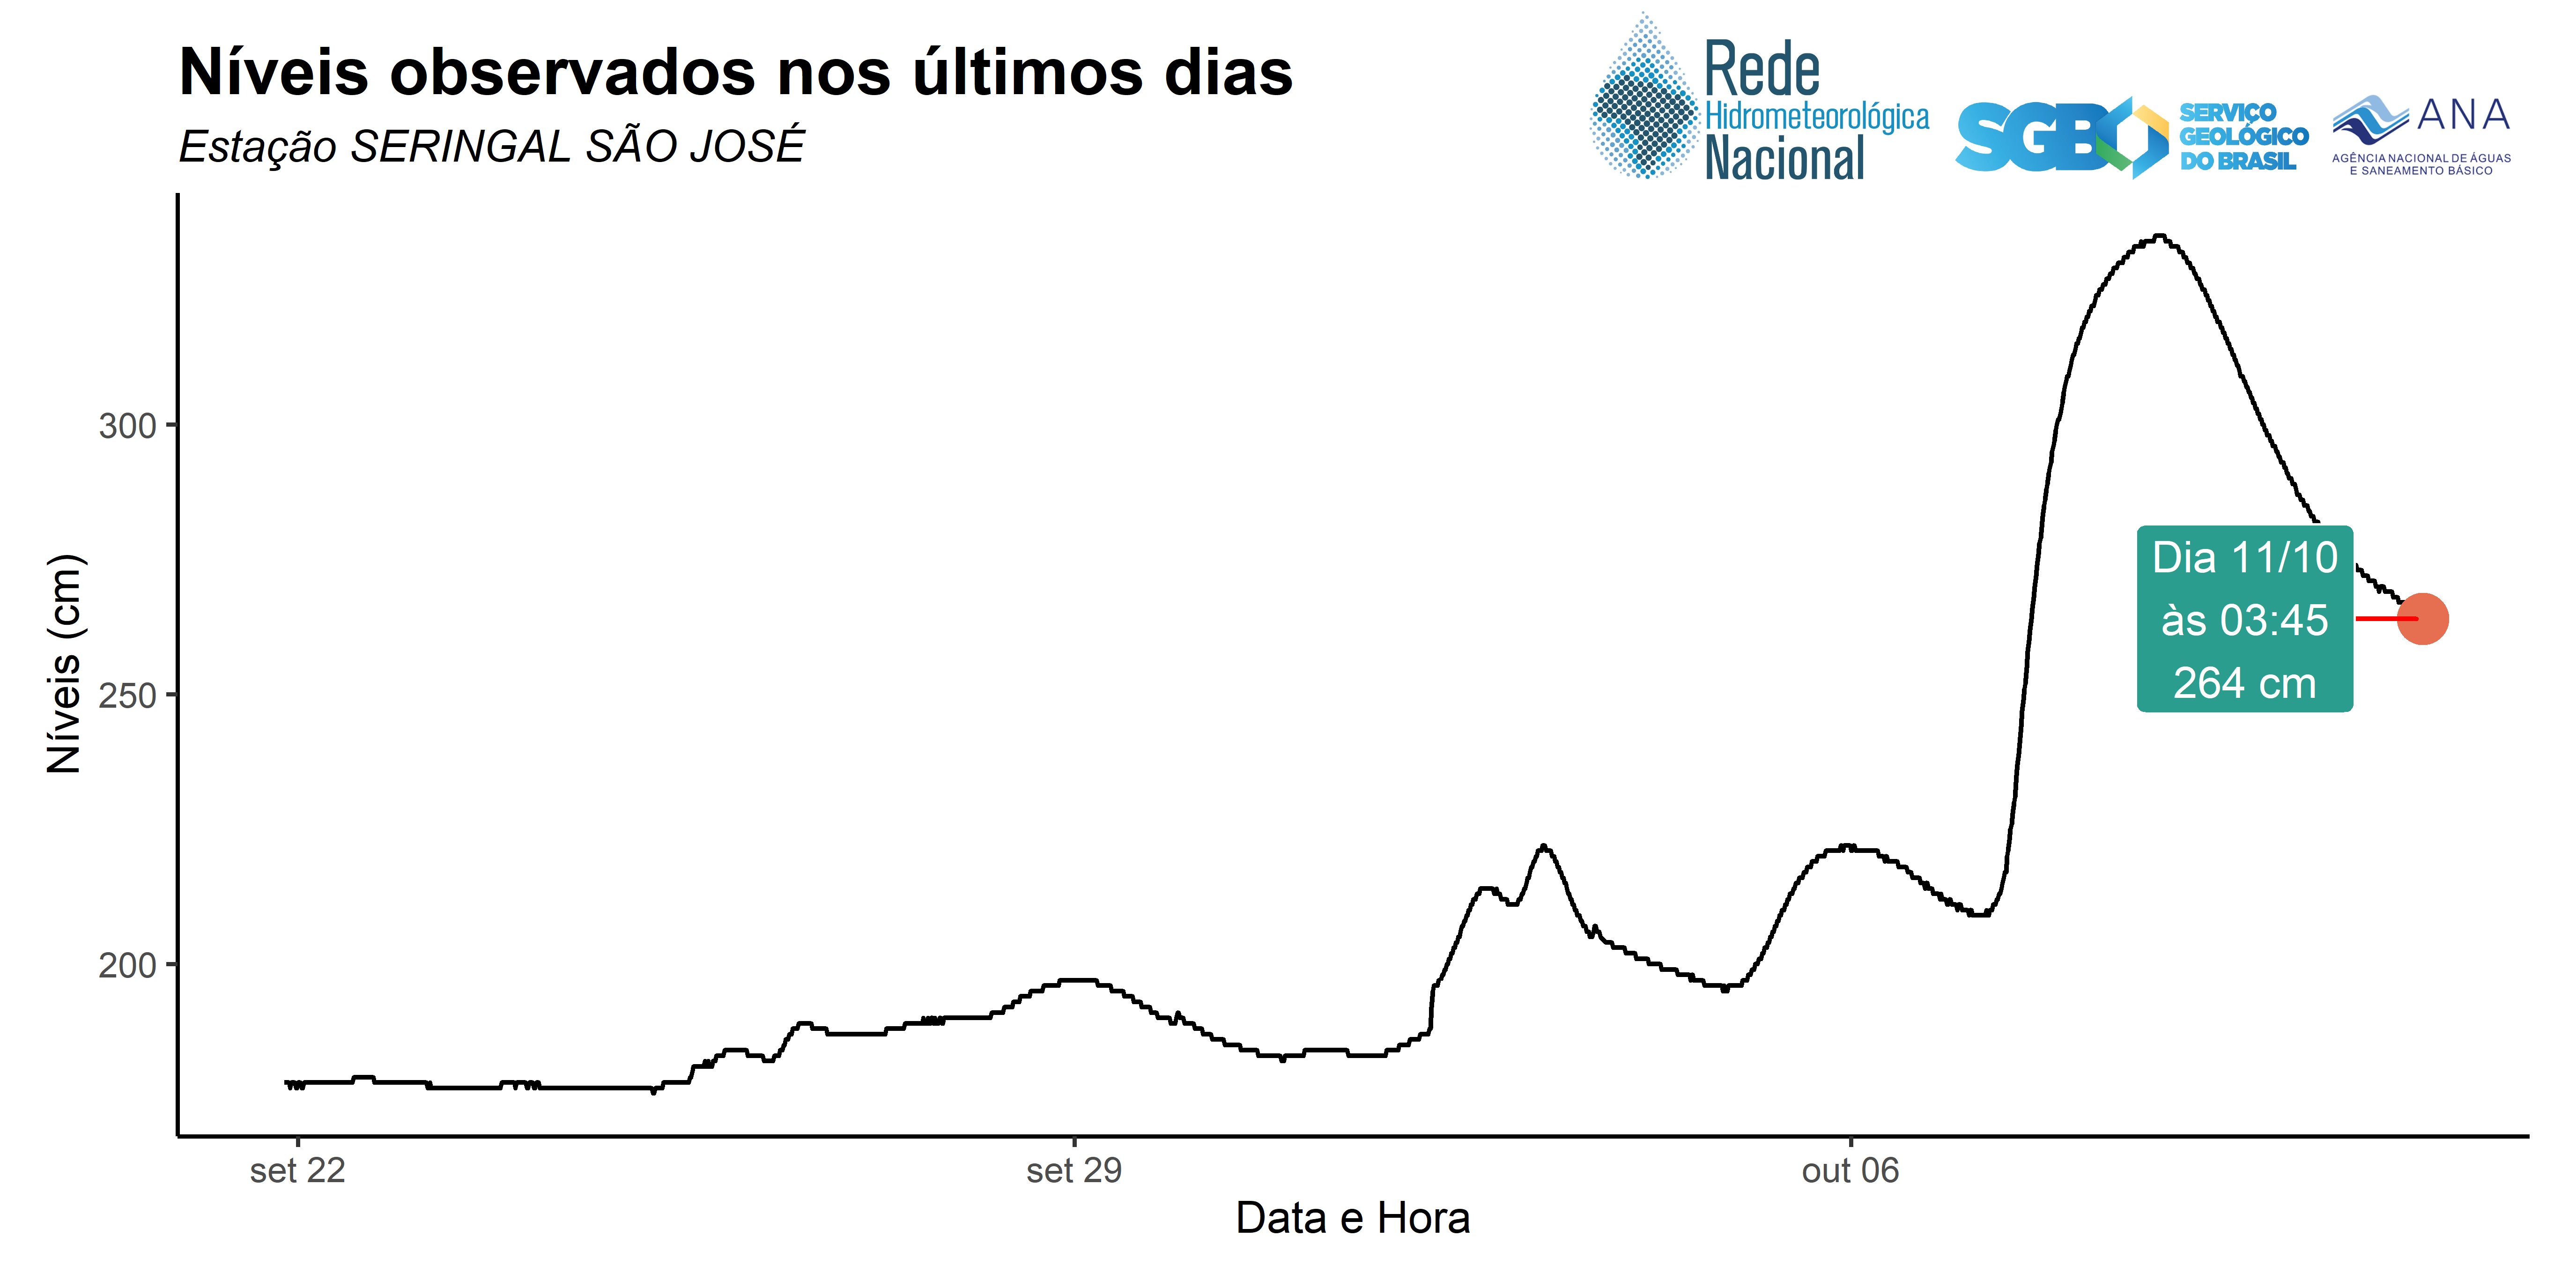 Níveis observados nos últimos dias
Estação SERINGAL SÃO JOSÉ
Rede
Hidrometeorológica
Nacional
SGB
SERVIÇO
GEOLÓGICO
DO BRASIL
ANA
AGÊNCIA NACIONAL DE ÁGUAS
E SANEAMENTO BÁSICO
Níveis (cm)
300
250
200
Dia 11/10
às 03:45
264 cm
set 22
set 29
out 06
Data e Hora